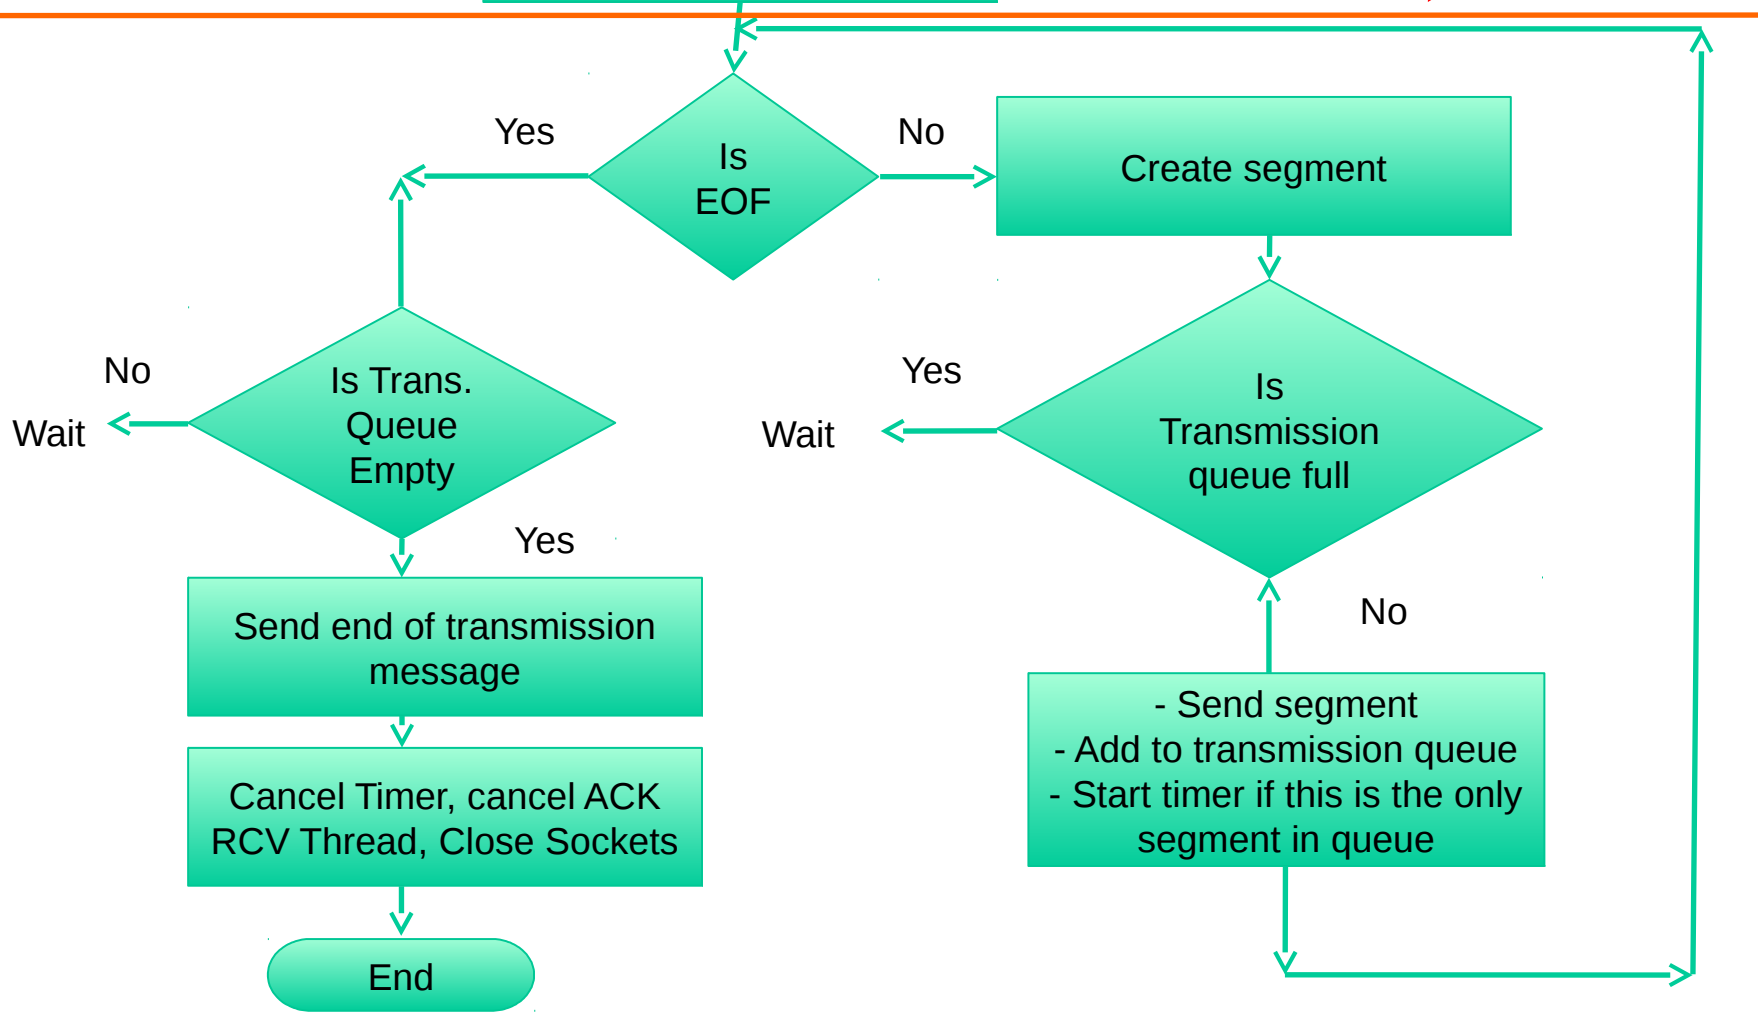 Yes
No
Is
EOF
Create segment
No
Is Trans.
Queue
Empty
Wait
Yes
Wait
Is
Transmission
queue full
Yes
No
Send end of transmission
message
- Send segment
- Add to transmission queue
- Start timer if this is the only
segment in queue
Cancel Timer, cancel ACK
RCV Thread, Close Sockets
End